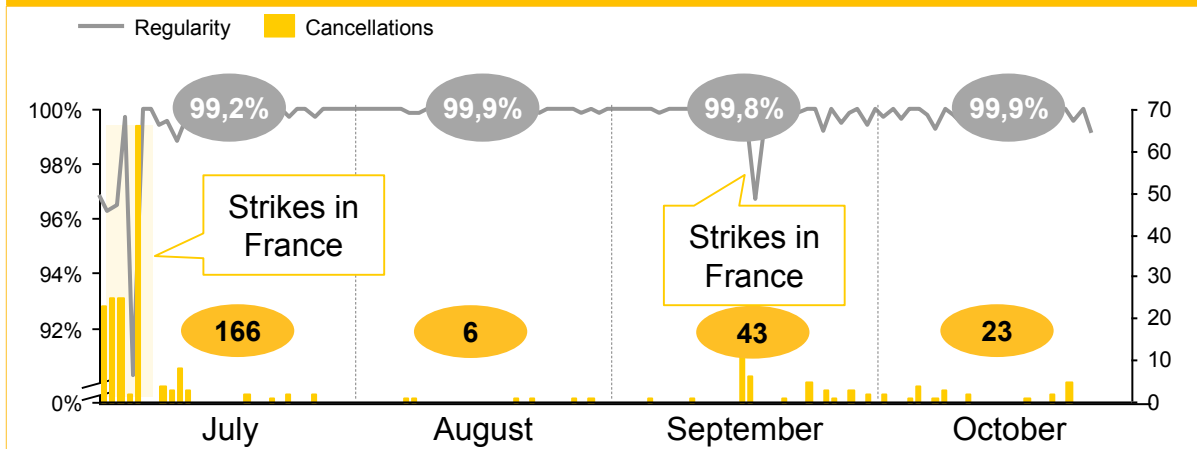 Regularity Cancellations
99,2% 99,9% 99,8% 99,9%
100% 70
98% 60
96% 50
94% 40
92% 30
0% 20
10
0
Strikes in
France
Strikes in
France
166 6 43 23
July August September October